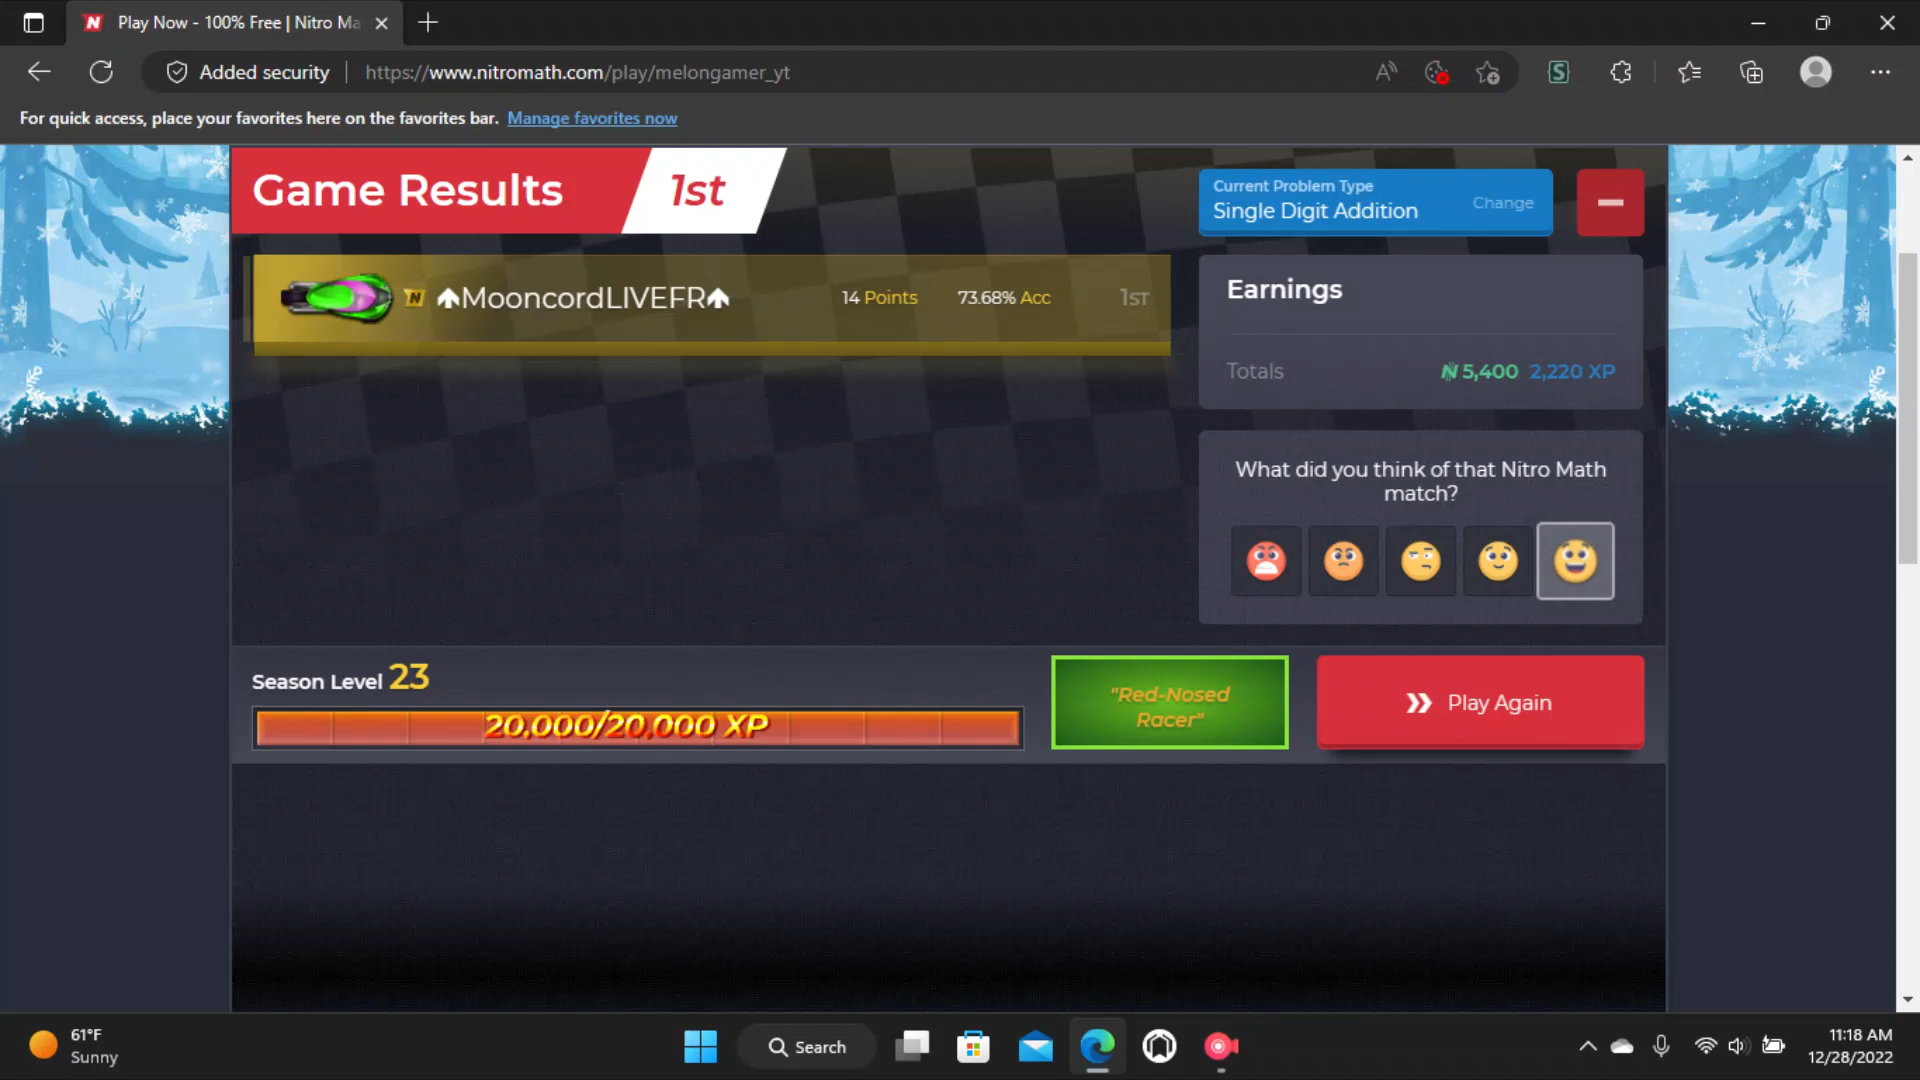 Play Now - 100% Free | Nitro Ma
Added security
https://www.nitromath.com/play/melongamer_yt
For quick access, place your favorites here on the favorites bar. Manage favorites now
Game Results 1st
Current Problem Type
Single Digit Addition
Change
N MooncordLIVEFR 14 Points 73.68% Acc 1ST
Earnings
Totals 5,400 2,220 XP
What did you think of that Nitro Math
match?
Season Level 23
20,000/20,000 XP
"Red-Nosed
Racer"
Play Again
61°F
Sunny
Search
11:18 AM
12/28/2022